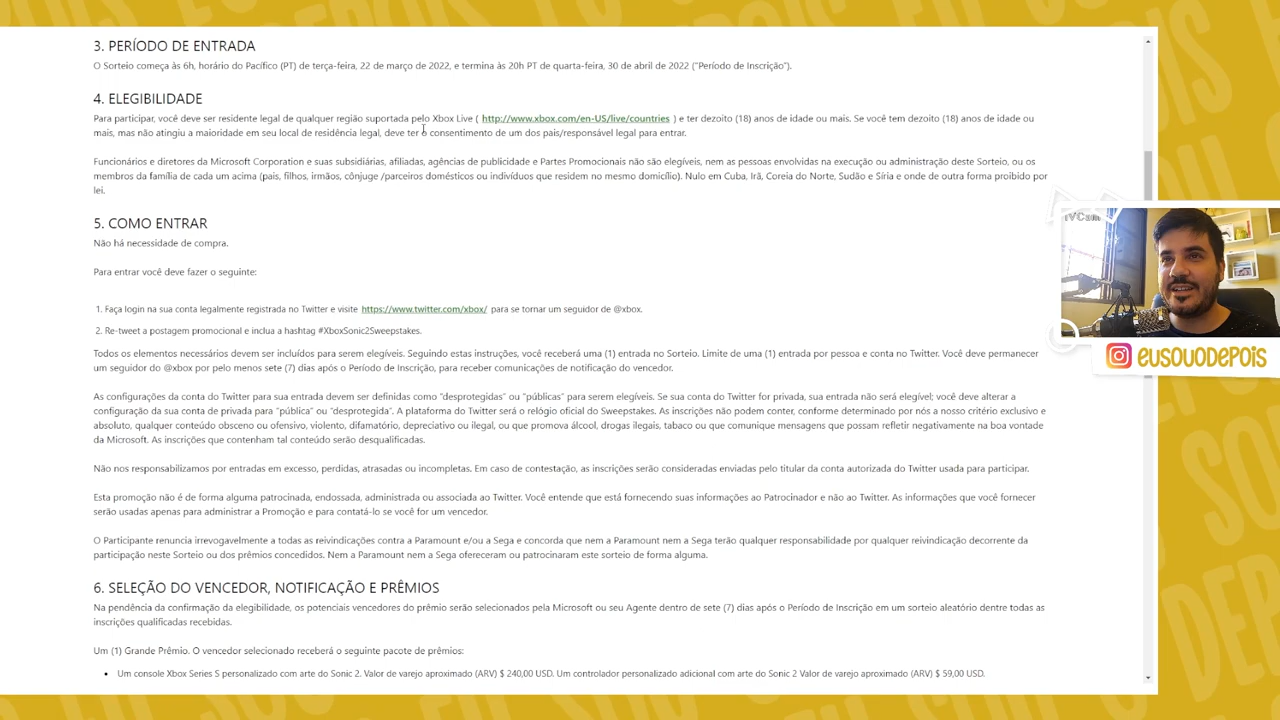 3. PERÍODO DE ENTRADA
O Sorteio começa às 6h, horário do Pacífico (PT) de terça-feira, 22 de março de 2022, e termina às 20h PT de quarta-feira, 30 de abril de 2022 ("Período de Inscrição").
4. ELEGIBILIDADE
Para participar, você deve ser residente legal de qualquer região suportada pelo Xbox Live ( http://www.xbox.com/en-US/live/countries ) e ter dezoito (18) anos de idade ou mais. Se você tem dezoito (18) anos de idade ou
mais, mas não atingiu a maioridade em seu local de residência legal, deve ter o consentimento de um dos pais/responsável legal para entrar.
Funcionários e diretores da Microsoft Corporation e suas subsidiárias, afiliadas, agências de publicidade e Partes Promocionais não são elegíveis, nem as pessoas envolvidas na execução ou administração deste Sorteio, ou os
membros da família de cada um acima (pais, filhos, irmãos, cônjuge /parceiros domésticos ou indivíduos que residem no mesmo domicílio). Nulo em Cuba, Irã, Coreia do Norte, Sudão e Síria e onde de outra forma proibido por
lei.
5. COMO ENTRAR
Não há necessidade de compra.
Para entrar você deve fazer o seguinte:
1. Faça login na sua conta legalmente registrada no Twitter e visite https://www.twitter.com/xbox/ para se tornar um seguidor de @xbox.
2. Re-tweet a postagem promocional e inclua a hashtag #XboxSonic2Sweepstakes.
Todos os elementos necessários devem ser incluídos para serem elegíveis. Seguindo estas instruções, você receberá uma (1) entrada no Sorteio. Limite de uma (1) entrada por pessoa e conta no Twitter. Você deve permanecer
um seguidor do @xbox por pelo menos sete (7) dias após o Período de Inscrição, para receber comunicações de notificação do vencedor.
As configurações da conta do Twitter para sua entrada devem ser definidas como "desprotegidas" ou "públicas" para serem elegíveis. Se sua conta do Twitter for privada, sua entrada não será elegível; você deve alterar a
configuração da sua conta de privada para "pública" ou "desprotegida". A plataforma do Twitter será o relógio oficial do Sweepstakes. As inscrições não podem conter, conforme determinado por nós a nosso critério exclusivo e
absoluto, qualquer conteúdo obsceno ou ofensivo, violento, difamatório, depreciativo ou ilegal, ou que promova álcool, drogas ilegais, tabaco ou que comunique mensagens que possam refletir negativamente na boa vontade
da Microsoft. As inscrições que contenham tal conteúdo serão desqualificadas.
Não nos responsabilizamos por entradas em excesso, perdidas, atrasadas ou incompletas. Em caso de contestação, as inscrições serão consideradas enviadas pelo titular da conta autorizada do Twitter usada para participar.
Esta promoção não é de forma alguma patrocinada, endossada, administrada ou associada ao Twitter. Você entende que está fornecendo suas informações ao Patrocinador e não ao Twitter. As informações que você fornecer
serão usadas apenas para administrar a Promoção e para contatá-lo se você for um vencedor.
O Participante renuncia irrevogavelmente a todas as reivindicações contra a Paramount e/ou a Sega e concorda que nem a Paramount nem a Sega terão qualquer responsabilidade por qualquer reivindicação decorrente da
participação neste Sorteio ou dos prêmios concedidos. Nem a Paramount nem a Sega ofereceram ou patrocinaram este sorteio de forma alguma.
6. SELEÇÃO DO VENCEDOR, NOTIFICAÇÃO E PRÊMIOS
Na pendência da confirmação da elegibilidade, os potenciais vencedores do prêmio serão selecionados pela Microsoft ou seu Agente dentro de sete (7) dias após o Período de Inscrição em um sorteio aleatório dentre todas as
inscrições qualificadas recebidas.
Um (1) Grande Prêmio. O vencedor selecionado receberá o seguinte pacote de prêmios:
• Um console Xbox Series S personalizado com arte do Sonic 2. Valor de varejo aproximado (ARV) $ 240,00 USD. Um controlador personalizado adicional com arte do Sonic 2 Valor de varejo aproximado (ARV) $ 59,00 USD.
iVCam
EUSOUODEPOIS